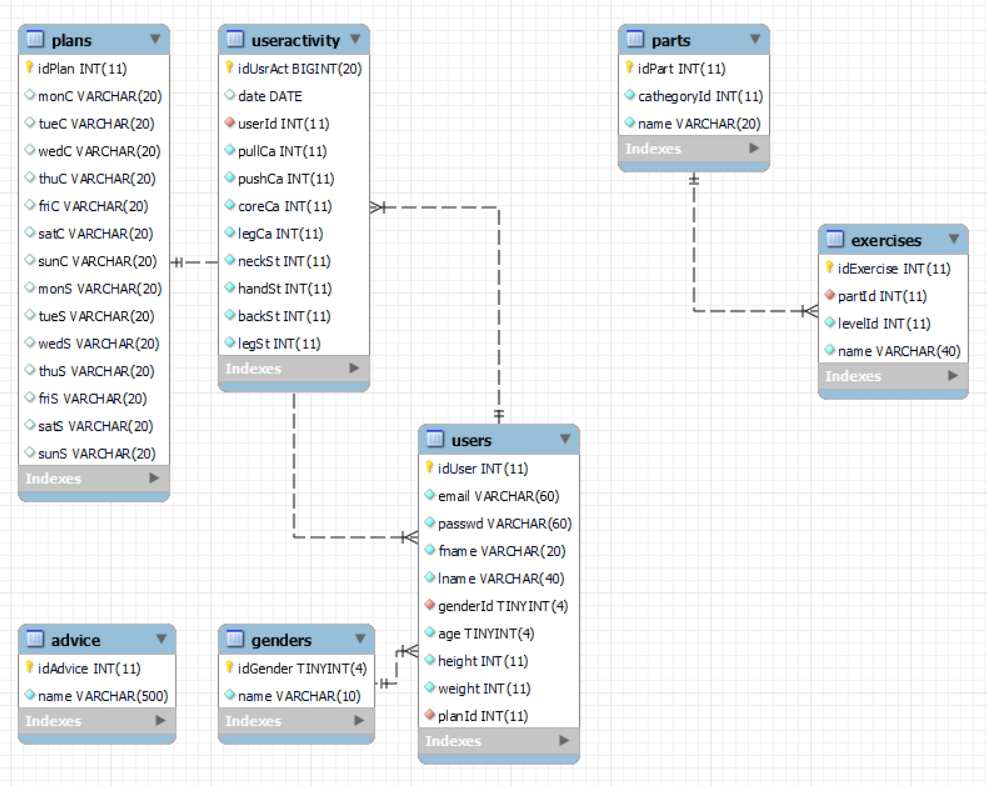 plans
idPlan INT(11)
monC VARCHAR(20)
tueC VARCHAR(20)
wedC VARCHAR(20)
thuC VARCHAR(20)
friC VARCHAR(20)
satC VARCHAR(20)
sunC VARCHAR(20)
monS VARCHAR(20)
tueS VARCHAR(20)
wedS VARCHAR(20)
thuS VARCHAR(20)
friS VARCHAR(20)
satS VARCHAR(20)
sunS VARCHAR(20)
Indexes
useractivity
idUsrAct BIGINT(20)
date DATE
userId INT(11)
pullCa INT(11)
pushCa INT(11)
coreCa INT(11)
legCa INT(11)
neckSt INT(11)
handSt INT(11)
backSt INT(11)
legSt INT(11)
Indexes
parts
idPart INT(11)
cathegoryId INT(11)
name VARCHAR(20)
Indexes
exercises
idExercise INT(11)
partId INT(11)
levelId INT(11)
name VARCHAR(40)
Indexes
users
idUser INT(11)
email VARCHAR(60)
passwd VARCHAR(60)
fname VARCHAR(20)
lname VARCHAR(40)
genderId TINYINT(4)
age TINYINT(4)
height INT(11)
weight INT(11)
planId INT(11)
Indexes
advice
idAdvice INT(11)
name VARCHAR(500)
Indexes
genders
idGender TINYINT(4)
name VARCHAR(10)
Indexes